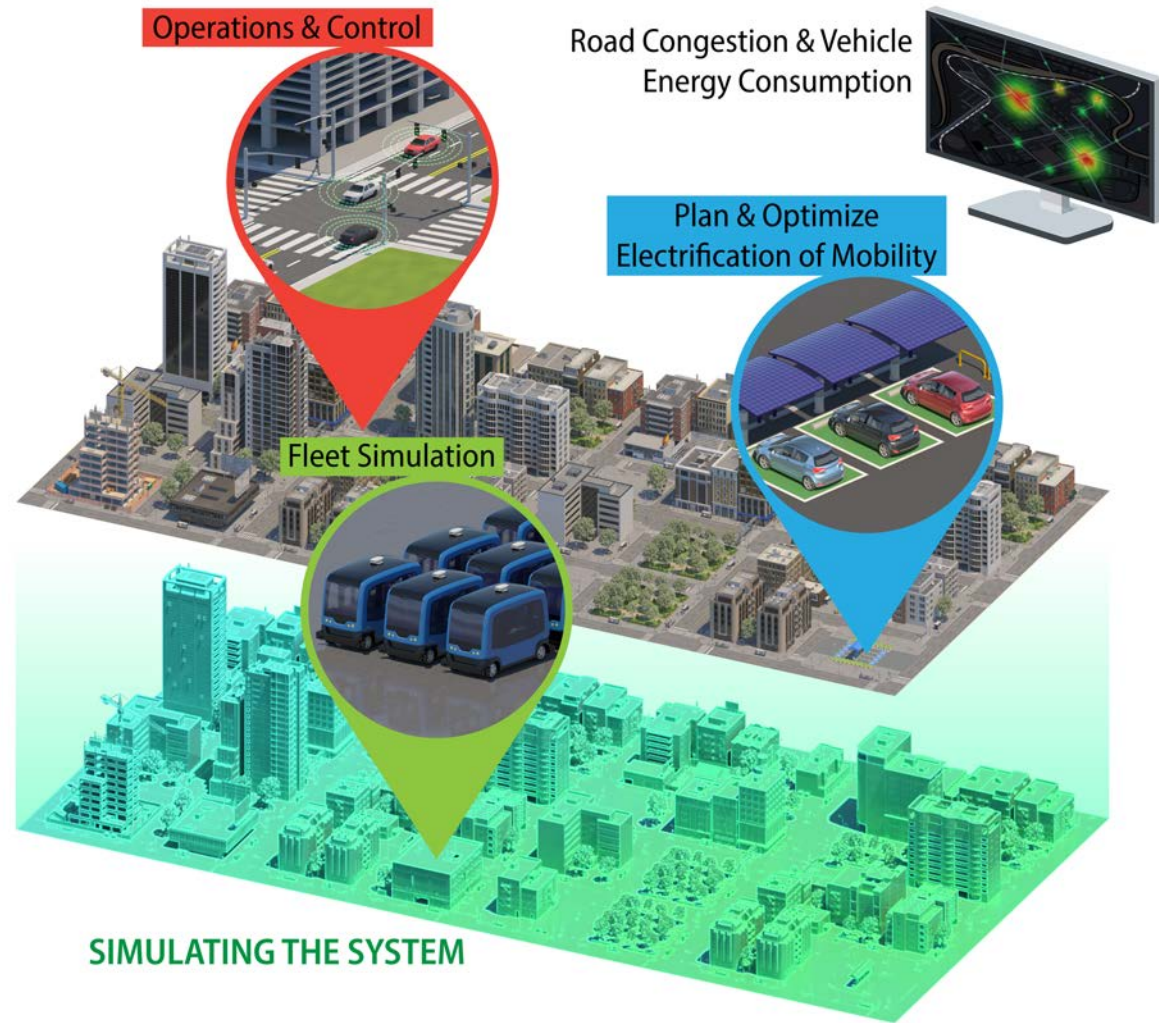 Operations & Control
Road Congestion & Vehicle
Energy Consumption
Plan & Optimize
Electrification of Mobility
Fleet Simulation
SIMULATING THE SYSTEM